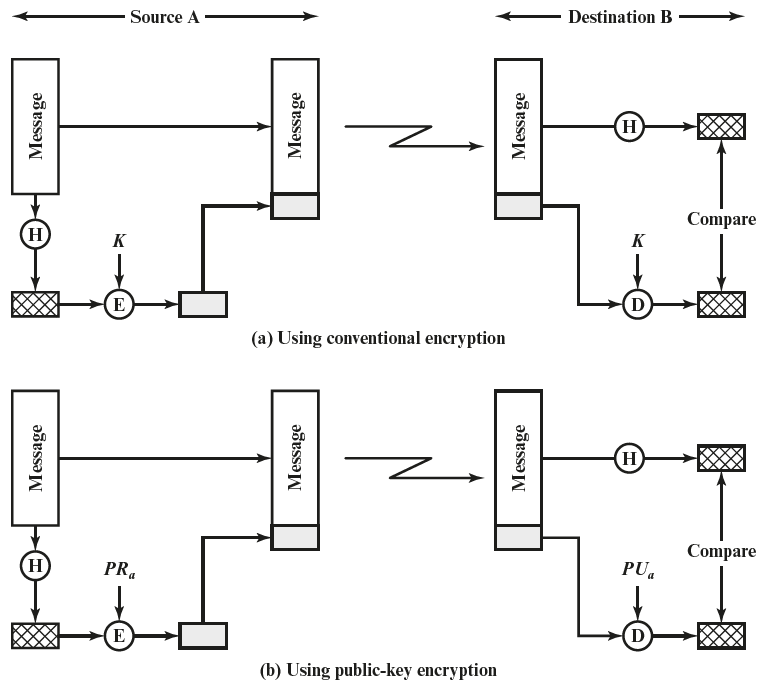 Source A
Destination B
Message
Message
Message
H
H
K
K
Compare
E
D
(a) Using conventional encryption
Message
Message
Message
H
H
PRa
PUa
Compare
E
D
(b) Using public-key encryption